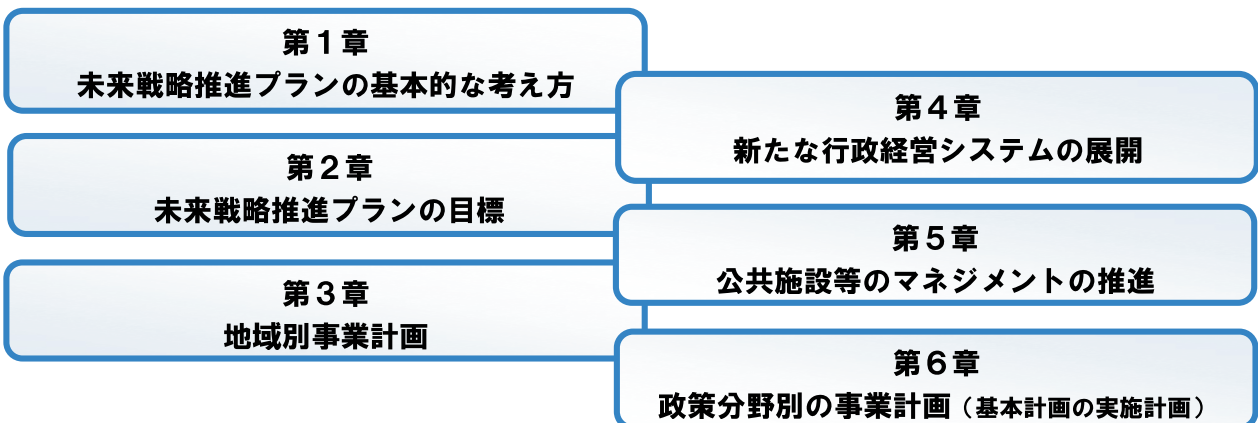 第１章
未来戦略推進プランの基本的な考え方
第２章
未来戦略推進プランの目標
第３章
地域別事業計画
第４章
新たな行政経営システムの展開
第５章
公共施設等のマネジメントの推進
第６章
政策分野別の事業計画（基本計画の実施計画）